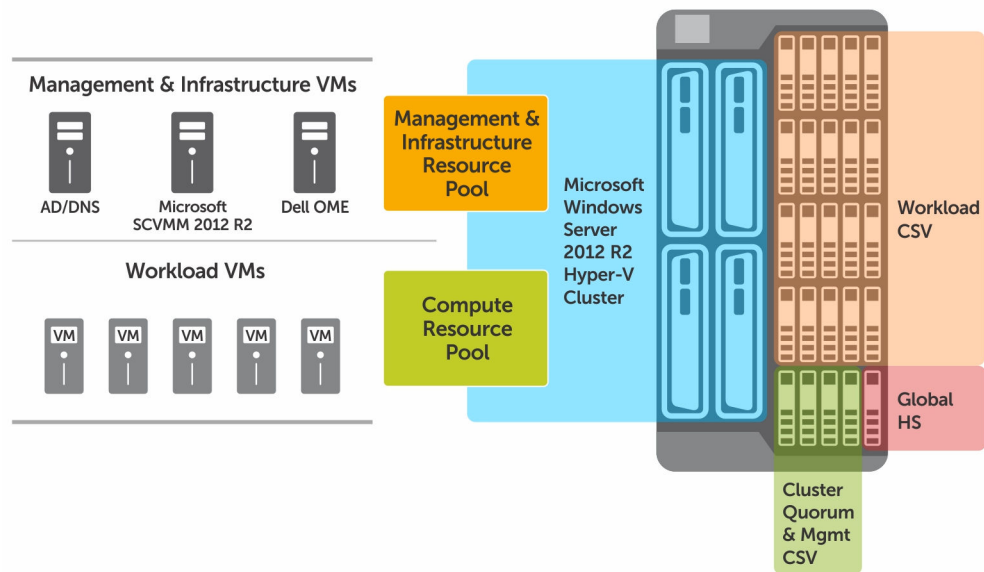 Management & Infrastructure VMs
AD/DNS
Microsoft
SCVMM 2012 R2
Dell OME
Workload VMs
VM
VM
VM
VM
VM
Management &
Infrastructure
Resource
Pool
Compute
Resource
Pool
Microsoft
Windows
Server
2012 R2
Hyper-V
Cluster
Workload
CSV
Global
HS
Cluster
Quorum
& Mgmt
CSV